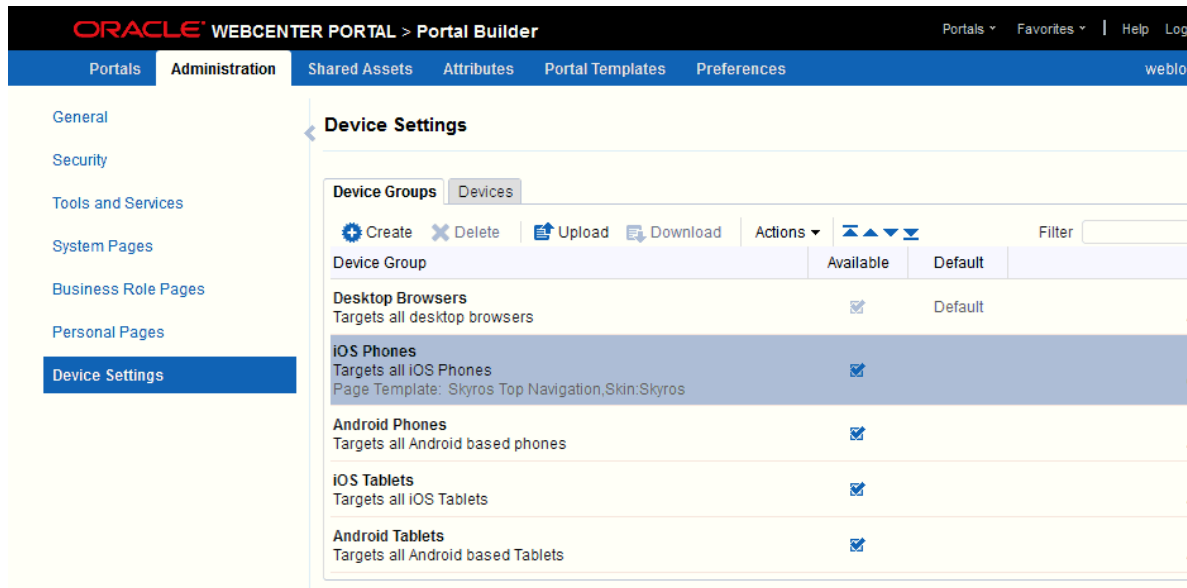 ORACLE WEBCENTER PORTAL > Portal Builder
Portals Favorites Help
Portals Administration Shared Assets Attributes Portal Templates Preferences
General
Device Settings
Security
Device Groups Devices
Tools and Services
Create Delete Upload Download Actions Filter
System Pages
Device Group Available Default
Business Role Pages
Desktop Browsers
Targets all desktop browsers
Default
Personal Pages
iOS Phones
Targets all iOS Phones
Page Template: Skyros Top Navigation,Skin:Skyros
Device Settings
Android Phones
Targets all Android based phones
iOS Tablets
Targets all iOS Tablets
Android Tablets
Targets all Android based Tablets